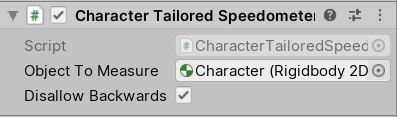 Character Tailored Speedometer
Script CharacterTailoredSpeed
Object To Measure Character (Rigidbody 2D
Disallow Backwards